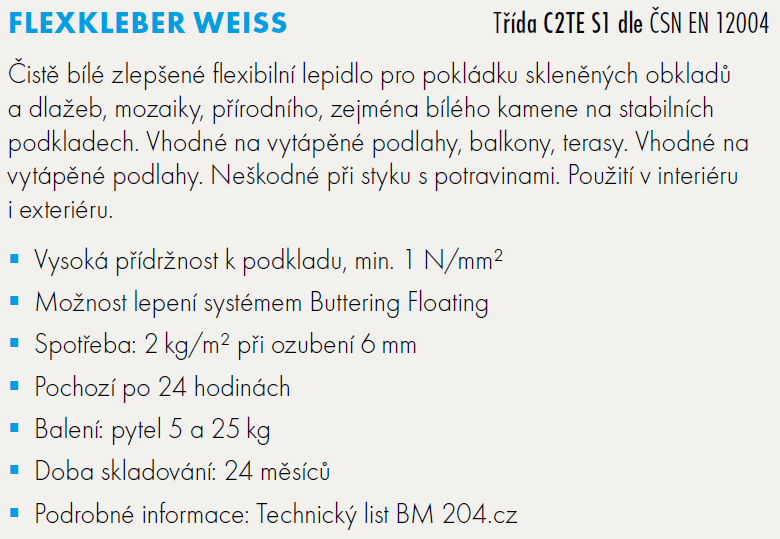 FLEXKLEBER WEISS Třída C2TE S1 dle ČSN EN 12004
Čistě bílé zlepšené flexibilní lepidlo pro pokládku skleněných obkladů
a dlažeb, mozaiky, přírodního, zejména bílého kamene na stabilních
podkladech. Vhodné na vytápěné podlahy, balkony, terasy. Vhodné na
vytápěné podlahy. Neškodné při styku s potravinami. Použití v interiéru
i exteriéru.
▪ Vysoká přídržnost k podkladu, min. 1 N/mm²
▪ Možnost lepení systémem Buttering Floating
▪ Spotřeba: 2 kg/m² při ozubení 6 mm
▪ Pochozí po 24 hodinách
▪ Balení: pytel 5 a 25 kg
▪ Doba skladování: 24 měsíců
▪ Podrobné informace: Technický list BM 204.cz